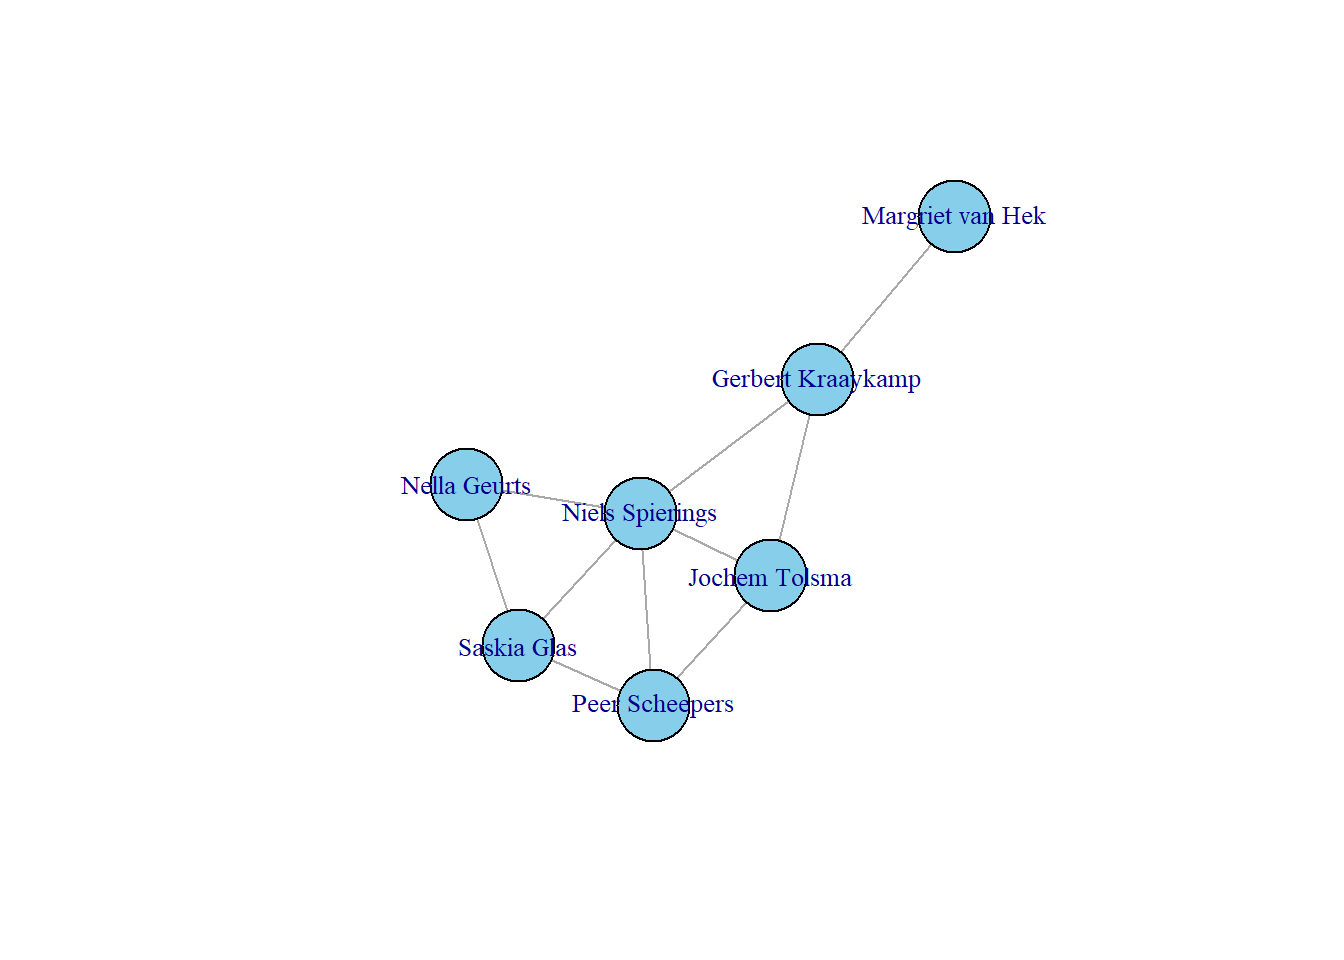 Margriet van Hek
Gerbert Kraaykamp
Nella Geurts
Niels Spierings
Jochem Tolsma
Saskia Glas
Peer Scheepers